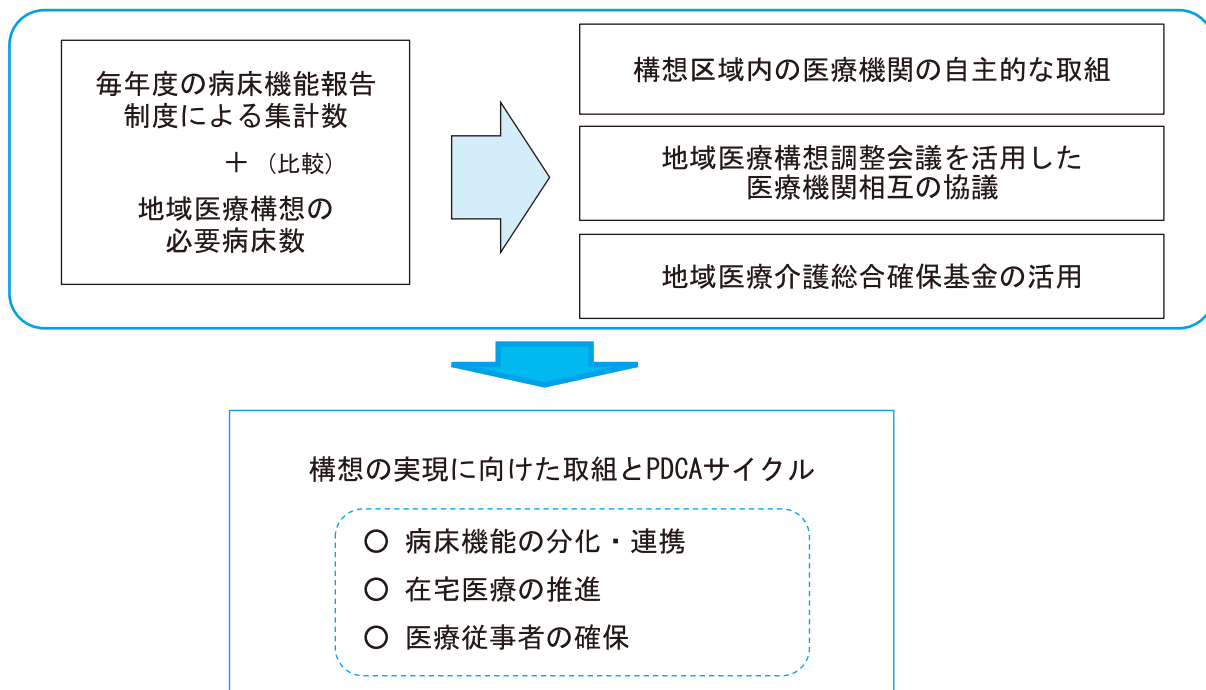 毎年度の病床機能報告
制度による集計数
＋（比較）
地域医療構想の
必要病床数
構想区域内の医療機関の自主的な取組
地域医療構想調整会議を活用した
医療機関相互の協議
地域医療介護総合確保基金の活用
構想の実現に向けた取組とPDCAサイクル
○ 病床機能の分化・連携
○ 在宅医療の推進
○ 医療従事者の確保